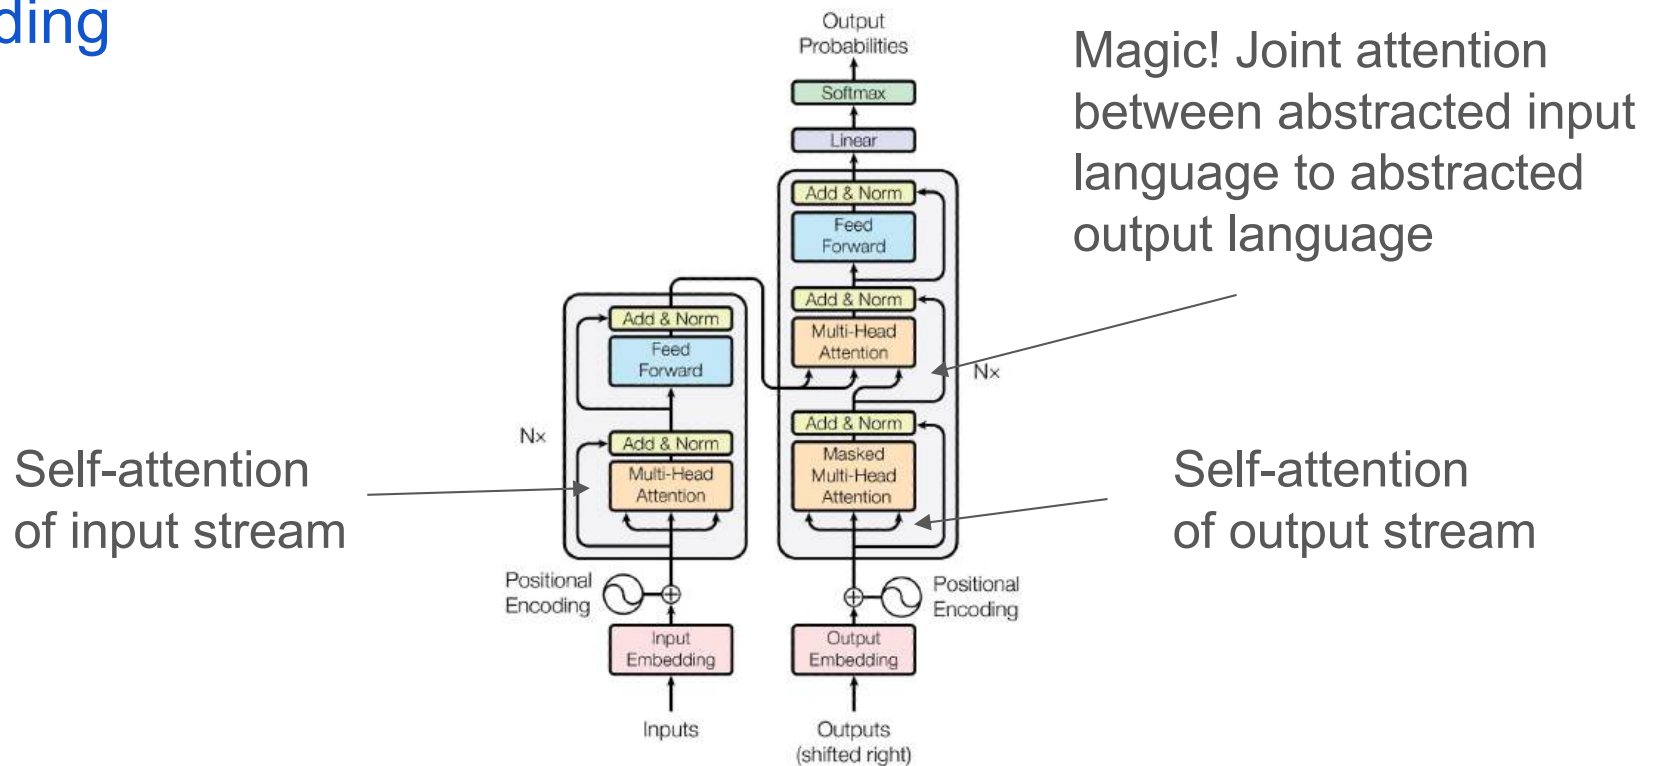 ding
Output
Probabilities
Softmax
Linear
Add & Norm
Feed
Forward
Add & Norm
Multi-Head
Attention
Nx
Add & Norm
Masked
Multi-Head
Attention
Positional
Encoding
Output
Embedding
Outputs
(shifted right)
Add & Norm
Feed
Forward
Nx
Add & Norm
Multi-Head
Attention
Positional
Encoding
Input
Embedding
Inputs
Magic! Joint attention
between abstracted input
language to abstracted
output language
Self-attention
of input stream
Self-attention
of output stream